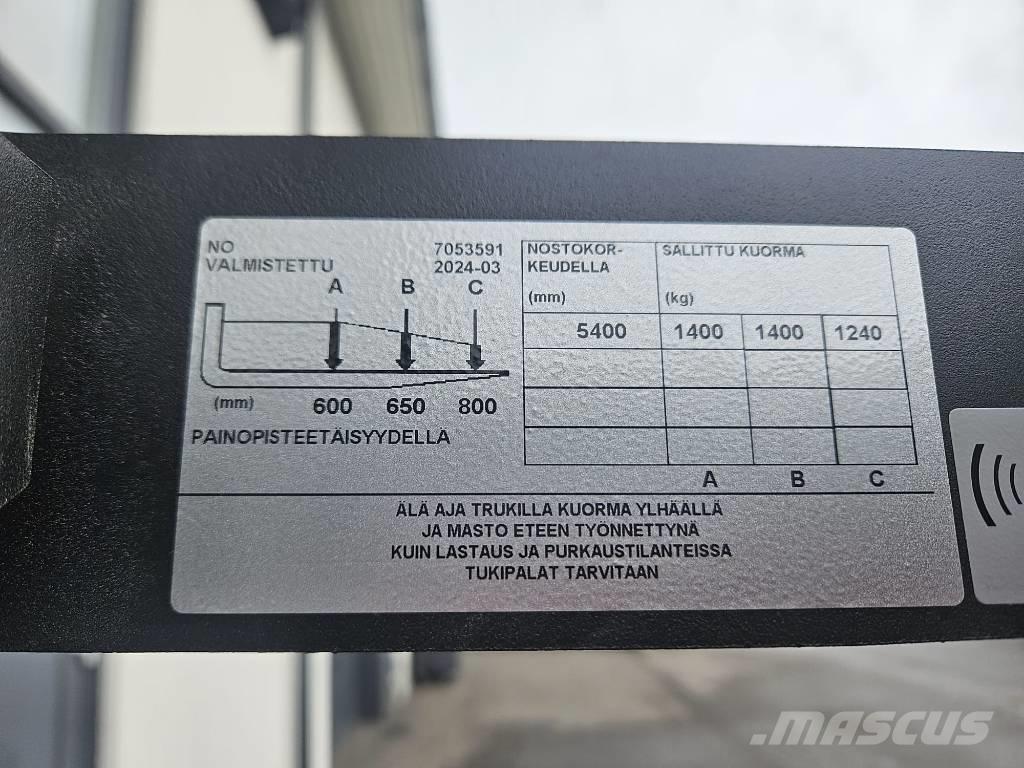 NO 7053591
VALMISTETTU 2024-03
A B C
(mm) 600 650 800
PAINOPISTEETÄISYYDELLÄ
NOSTOKOR-
KEUDELLA
(mm)
SALLITTU KUORMA
(kg)
5400 1400 1400 1240
A B C
ÄLÄ AJA TRUKILLA KUORMA YLHÄÄLLÄ
JA MASTO ETEEN TYÖNNETTYNÄ
KUIN LASTAUS JA PURKAUSTILANTEISSA
TUKIPALAT TARVITAAN
MASCUS